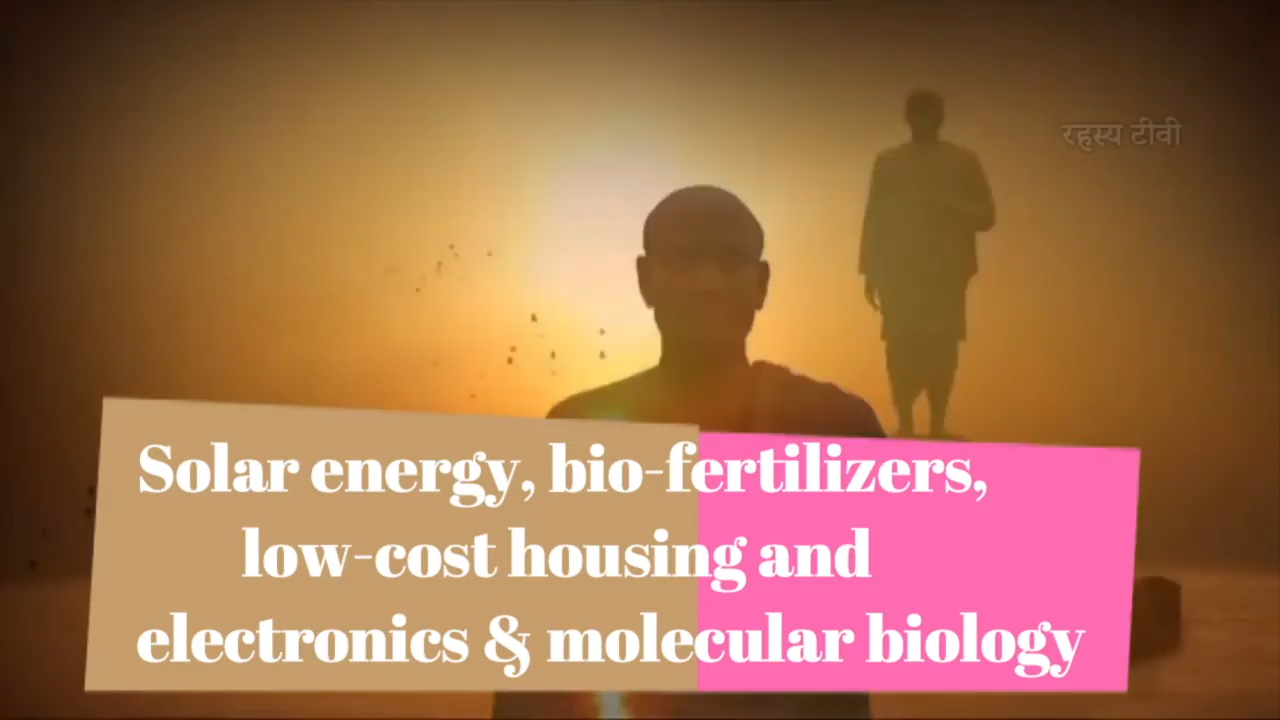 रहस्य टीवी
Solar energy, bio-fertilizers,
low-cost housing and
electronics & molecular biology